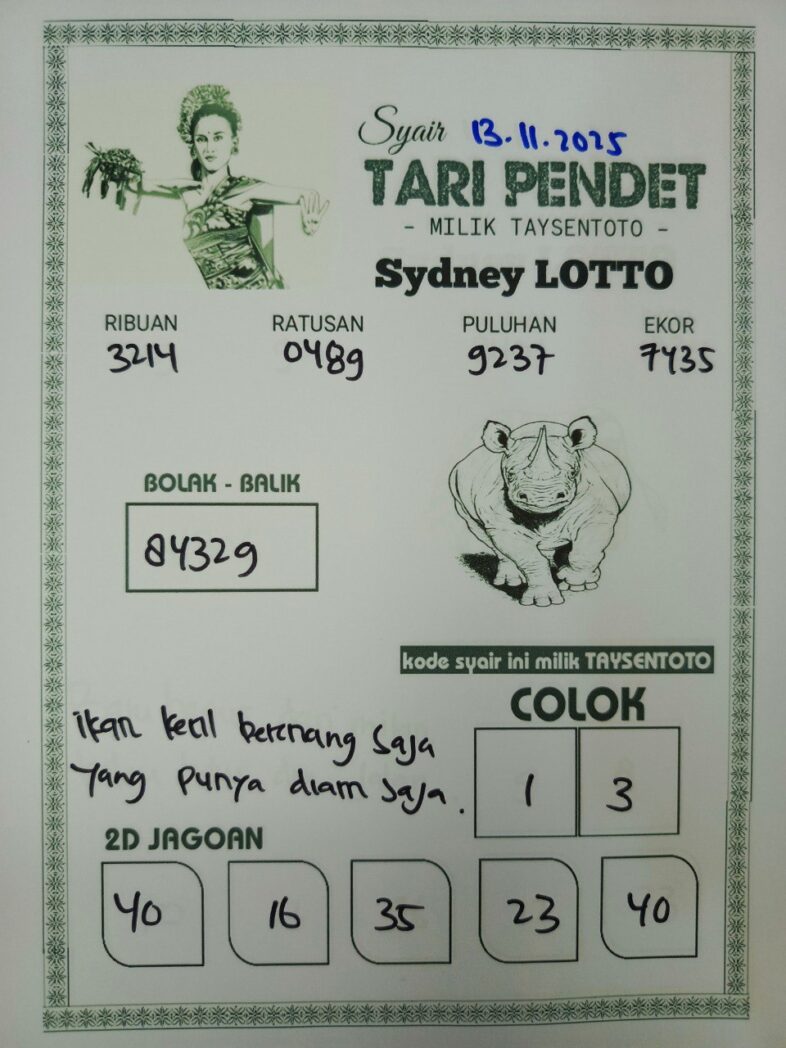 Syair 13.11.2025
TARI PENDET
- MILIK TAYSENTOTO -
Sydney LOTTO
RIBUAN RATUSAN PULUHAN EKOR
3214 0489 9237 7435
BOLAK - BALIK
84329
kode syair ini milik TAYSENTOTO
COLOK
1 3
ikan kecil berenang saja
yang punya diam saja.
2D JAGOAN
40 16 35 23 40